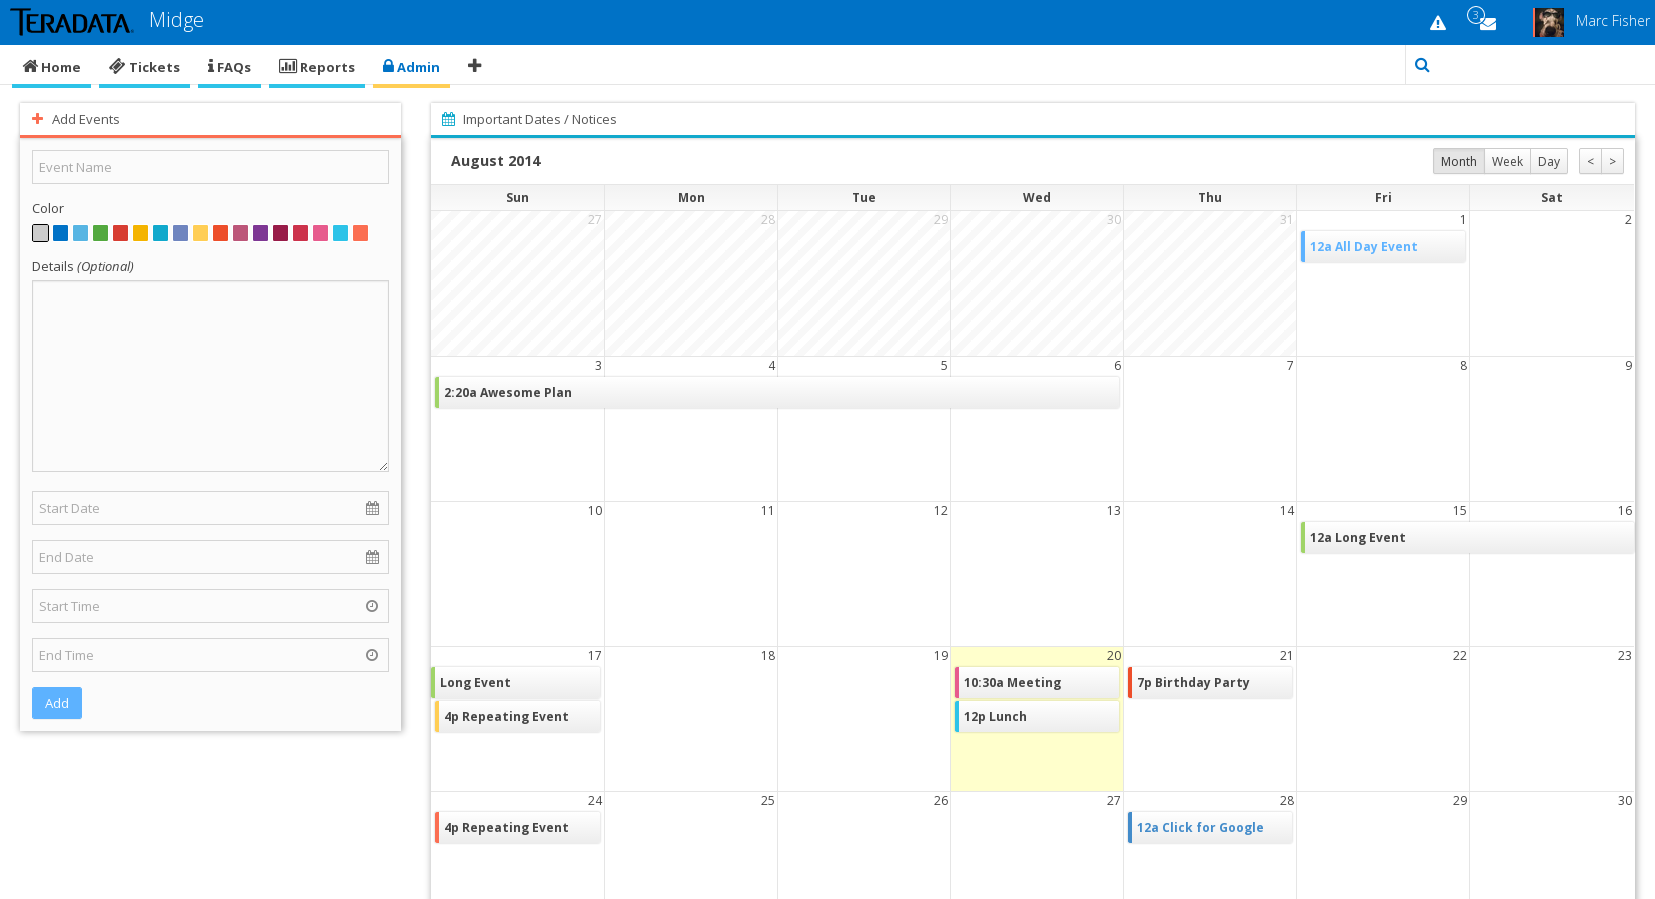 TERADATA Midge
3
Marc Fisher
Home Tickets FAQs Reports Admin
Add Events
Event Name
Color
Details (Optional)
Start Date
End Date
Start Time
End Time
Add
Important Dates / Notices
August 2014
Month Week Day < >
Sun Mon Tue Wed Thu Fri Sat
27 28 29 30 31 1 2
12a All Day Event
3 4 5 6 7 8 9
2:20a Awesome Plan
10 11 12 13 14 15 16
12a Long Event
17 18 19 20 21 22 23
Long Event 10:30a Meeting 7p Birthday Party
4p Repeating Event 12p Lunch
24 25 26 27 28 29 30
4p Repeating Event 12a Click for Google